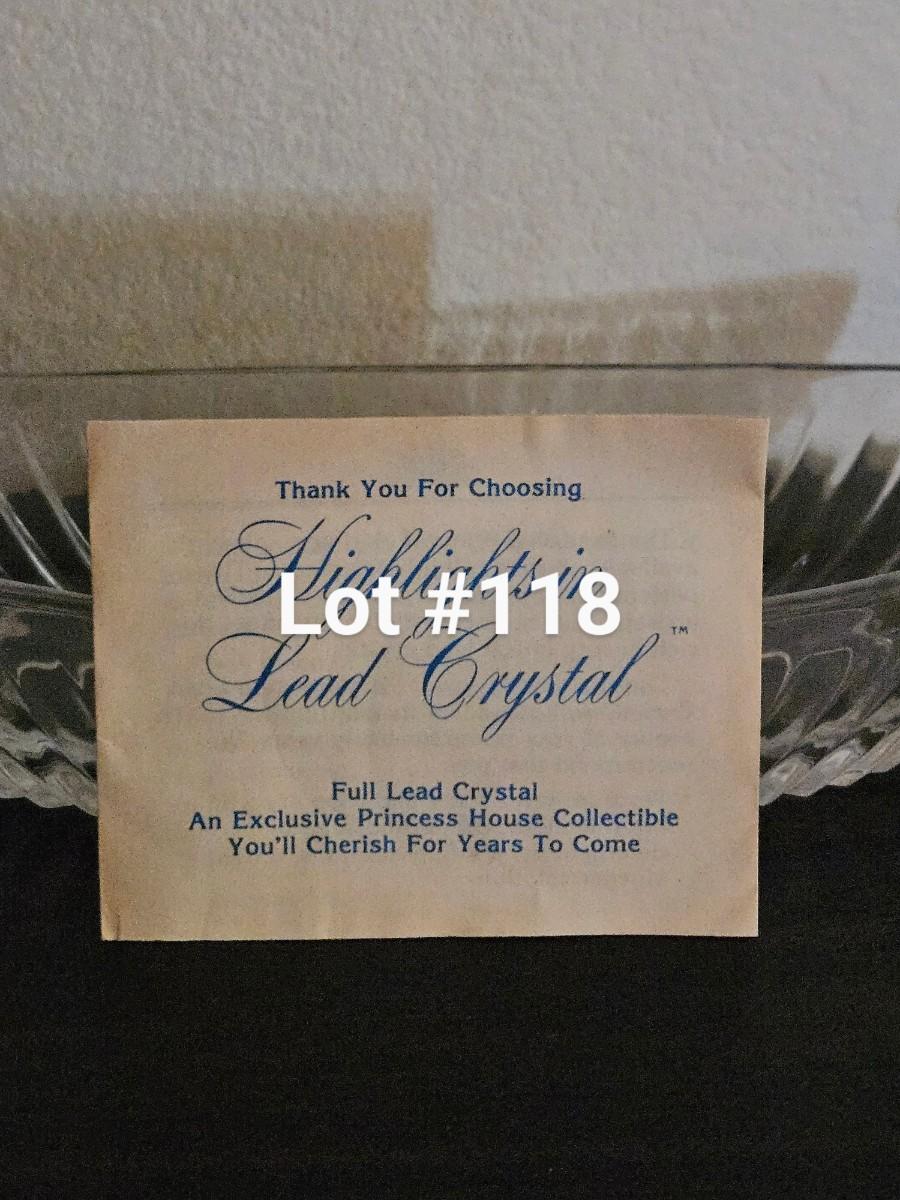 Thank You For Choosing
Highlights in
Lot #118
Lead Crystal™
Full Lead Crystal
An Exclusive Princess House Collectible
You'll Cherish For Years To Come